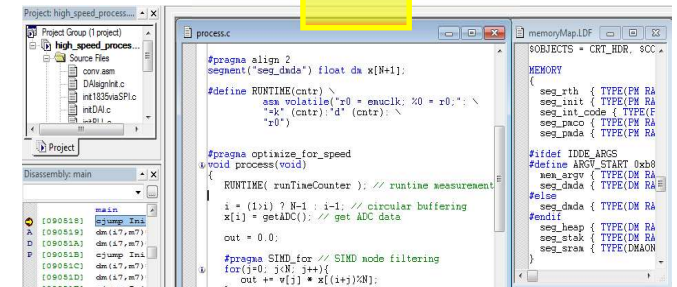 Project: high_speed_process....
Project Group (1 project)
high_speed_proces...
Source Files
conv.asm
DAIsignInit.c
init1835viaSPI.c
initDAI.c
Project
Disassembly: main
main
[090518] cjump Ini
A [090519] dm(i7,m7)
D [09051A] dm(i7,m7)
P [09051B] cjump Ini
[09051C] dm(i7,m7)
[09051D] dm(i7,m7)
process.c
#pragma align 2
segment("seg_dmda") float dm x[N+1];
#define RUNTIME(cntr) \
asm volatile("r0 = emuclk; %0 = r0;": \
"=k" (cntr):"d" (cntr): \
"r0")
#pragma optimize_for_speed
void process(void)
{
RUNTIME( runTimeCounter ); // runtime measurement
i = (1>i) ? N-1 : i-1; // circular buffering
x[i] = getADC(); // get ADC data
out = 0.0;
#pragma SIMD_for // SIMD mode filtering
for(j=0; j<N; j++){
out += w[j] * x[(i+j)%N];
memoryMap.LDF
$OBJECTS = CRT_HDR, $CC
MEMORY
{
seg_rth { TYPE(PM RA
seg_init { TYPE(PM RA
seg_int_code { TYPE(P
seg_pmco { TYPE(PM RA
seg_pmda { TYPE(PM RA
#ifdef IDDE_ARGS
#define ARGV_START 0xb8
mem_argv { TYPE(DM RA
seg_dmda { TYPE(DM RA
#else
seg_dmda { TYPE(DM RA
#endif
seg_heap { TYPE(DM RA
seg_stak { TYPE(DM RA
seg_sram { TYPE(DMAON
}